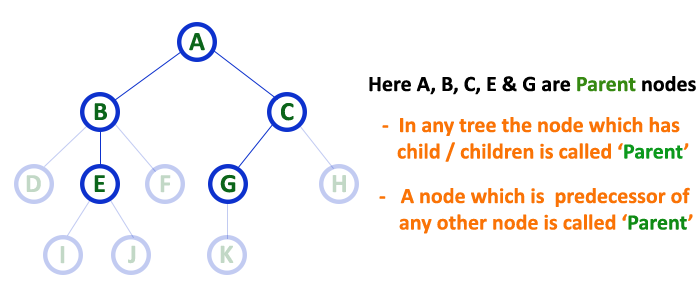 A
Here A, B, C, E & G are Parent nodes
B
C
- In any tree the node which has
child / children is called ‘Parent’
D
E
F
G
H
- A node which is predecessor of
any other node is called ‘Parent’
I
J
K